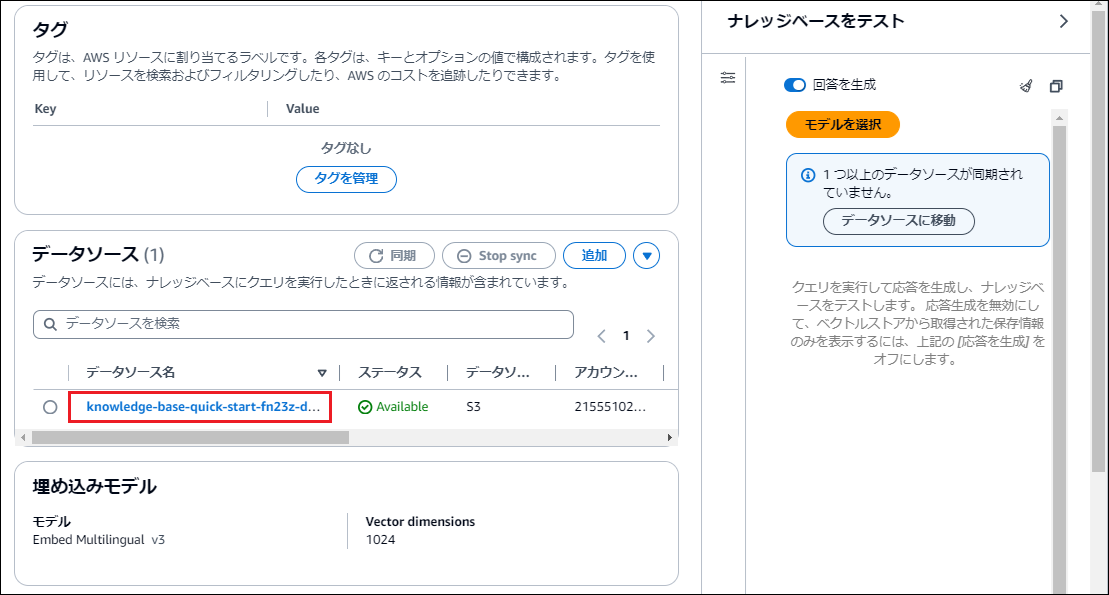 タグ
タグは、AWS リソースに割り当てるラベルです。各タグは、キーとオプションの値で構成されます。タグを使
用して、リソースを検索およびフィルタリングしたり、AWS のコストを追跡したりできます。
Key
Value
タグなし
タグを管理
データソース (1)
同期
Stop sync
追加
データソースには、ナレッジベースにクエリを実行したときに返される情報が含まれています。
データソースを検索
1
データソース名
ステータス
データソ...
アカウン...
knowledge-base-quick-start-fn23z-d...
Available
S3
21555102...
埋め込みモデル
モデル
Embed Multilingual v3
Vector dimensions
1024
ナレッジベースをテスト
回答を生成
モデルを選択
1 つ以上のデータソースが同期され
ていません。
データソースに移動
クエリを実行して応答を生成し、ナレッジベ
ースをテストします。 応答生成を無効にし
て、ベクトルストアから取得された保存情報
のみを表示するには、上記の [応答を生成] を
オフにします。